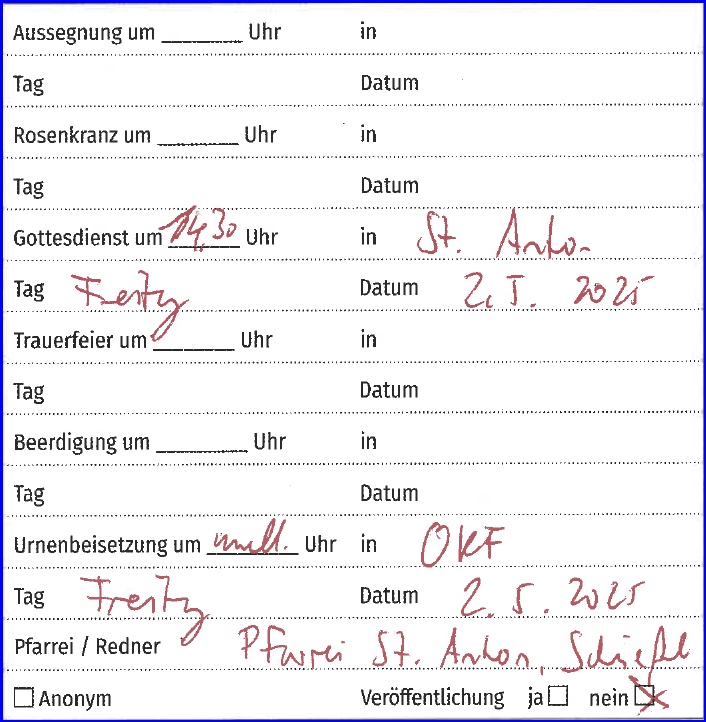 Aussegnung um ________ Uhr in
Tag Datum
Rosenkranz um ________ Uhr in
Tag Datum
Gottesdienst um 14,30 Uhr in St. Anton
Tag Freitag Datum 2.5. 2025
Trauerfeier um ________ Uhr in
Tag Datum
Beerdigung um ________ Uhr in
Tag Datum
Urnenbeisetzung um Uhr in OKF
Tag Freitag Datum 2.5.2025
Pfarrei / Redner Pfarrei St. Anton,
☐ Anonym Veröffentlichung ja ☐ nein ☒